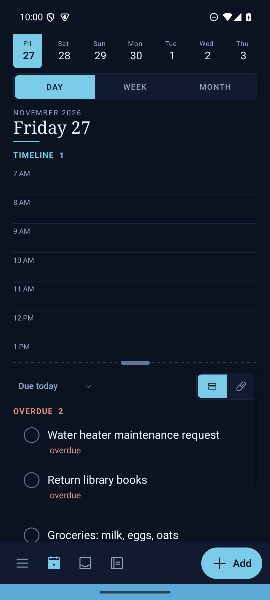 10:00
Fri Sat Sun Mon Tue Wed Thu
27 28 29 30 1 2 3
DAY WEEK MONTH
NOVEMBER 2026
Friday 27
TIMELINE 1
7 AM
8 AM
9 AM
10 AM
11 AM
12 PM
1 PM
Due today
OVERDUE 2
Water heater maintenance request
overdue
Return library books
overdue
Groceries: milk, eggs, oats
Add